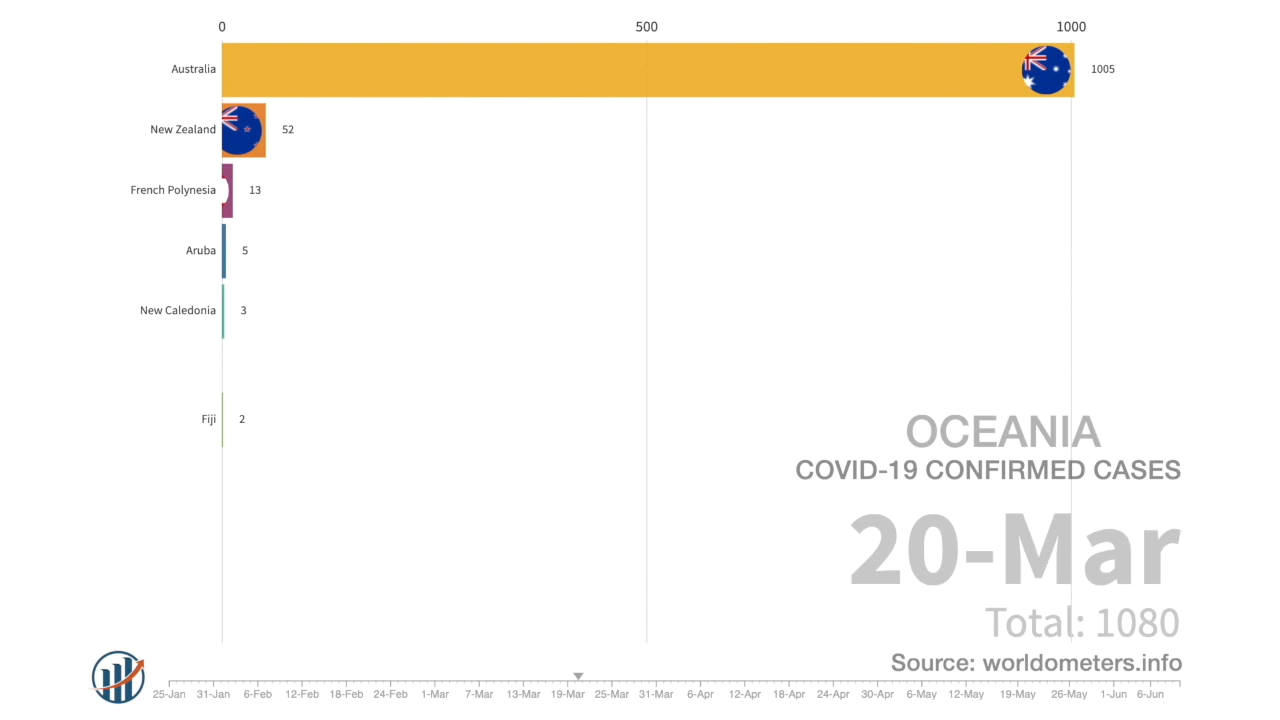 0 500 1000
Australia 1005
New Zealand 52
French Polynesia 13
Aruba 5
New Caledonia 3
Fiji 2
OCEANIA
COVID-19 CONFIRMED CASES
20-Mar
Total: 1080
Source: worldometers.info
25-Jan 31-Jan 6-Feb 12-Feb 18-Feb 24-Feb 1-Mar 7-Mar 13-Mar 19-Mar 25-Mar 31-Mar 6-Apr 12-Apr 18-Apr 24-Apr 30-Apr 6-May 12-May 19-May 26-May 1-Jun 6-Jun